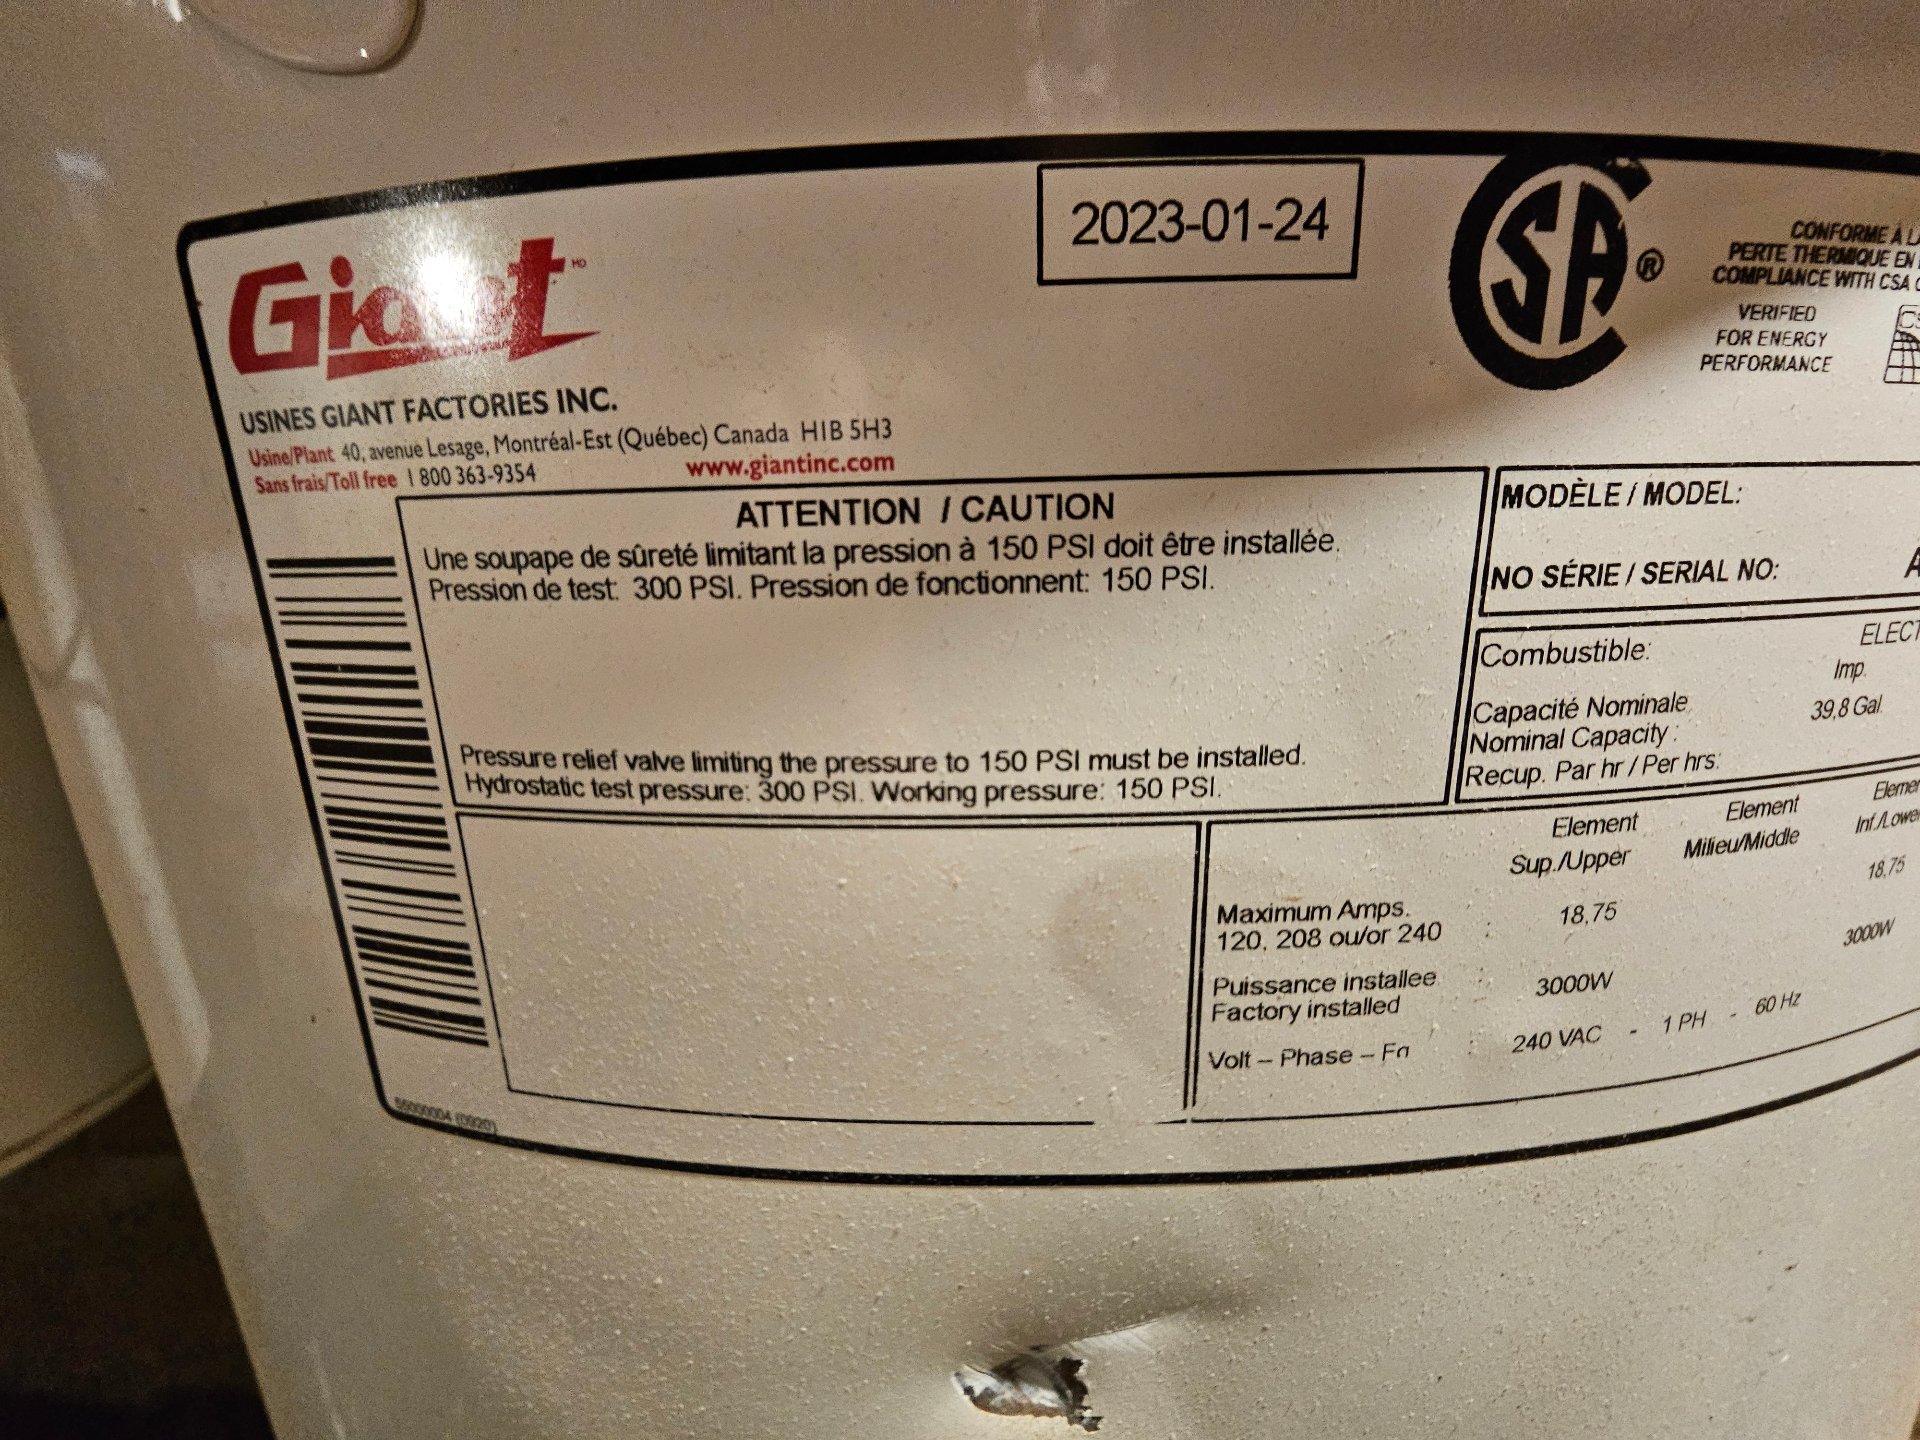 Giant MD
2023-01-24
CSA ®
CONFORME À LA
PERTE THERMIQUE EN
COMPLIANCE WITH CSA
VERIFIED
FOR ENERGY
PERFORMANCE
USINES GIANT FACTORIES INC.
Usine/Plant 40, avenue Lesage, Montréal-Est (Québec) Canada H1B 5H3
Sans frais/Toll free 1 800 363-9354 www.giantinc.com
ATTENTION / CAUTION
Une soupape de sûreté limitant la pression à 150 PSI doit être installée.
Pression de test: 300 PSI. Pression de fonctionnent: 150 PSI.
Pressure relief valve limiting the pressure to 150 PSI must be installed.
Hydrostatic test pressure: 300 PSI. Working pressure: 150 PSI.
MODÈLE / MODEL:
NO SÉRIE / SERIAL NO: A
Combustible: ELECT
Imp.
Capacité Nominale 39,8 Gal.
Nominal Capacity :
Recup. Par hr / Per hrs:
Element Element Elemen
Sup./Upper Milieu/Middle Inf./Lowe
Maximum Amps. 18,75 18,75
120, 208 ou/or 240 :
Puissance installee : 3000W 3000W
Factory installed
Volt – Phase – Fq : 240 VAC - 1 PH - 60 Hz